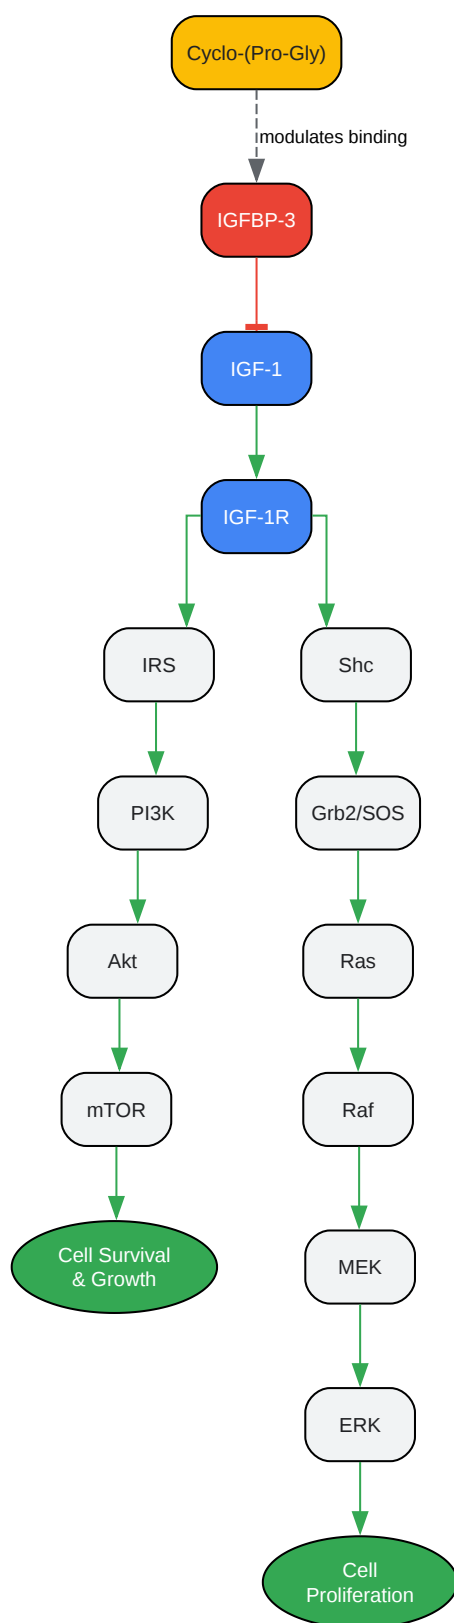 Cyclo-(Pro-Gly)
modulates binding
IGFBP-3
IGF-1
IGF-1R
IRS
Shc
PI3K
Grb2/SOS
Akt
Ras
mTOR
Raf
Cell Survival
& Growth
MEK
ERK
Cell
Proliferation